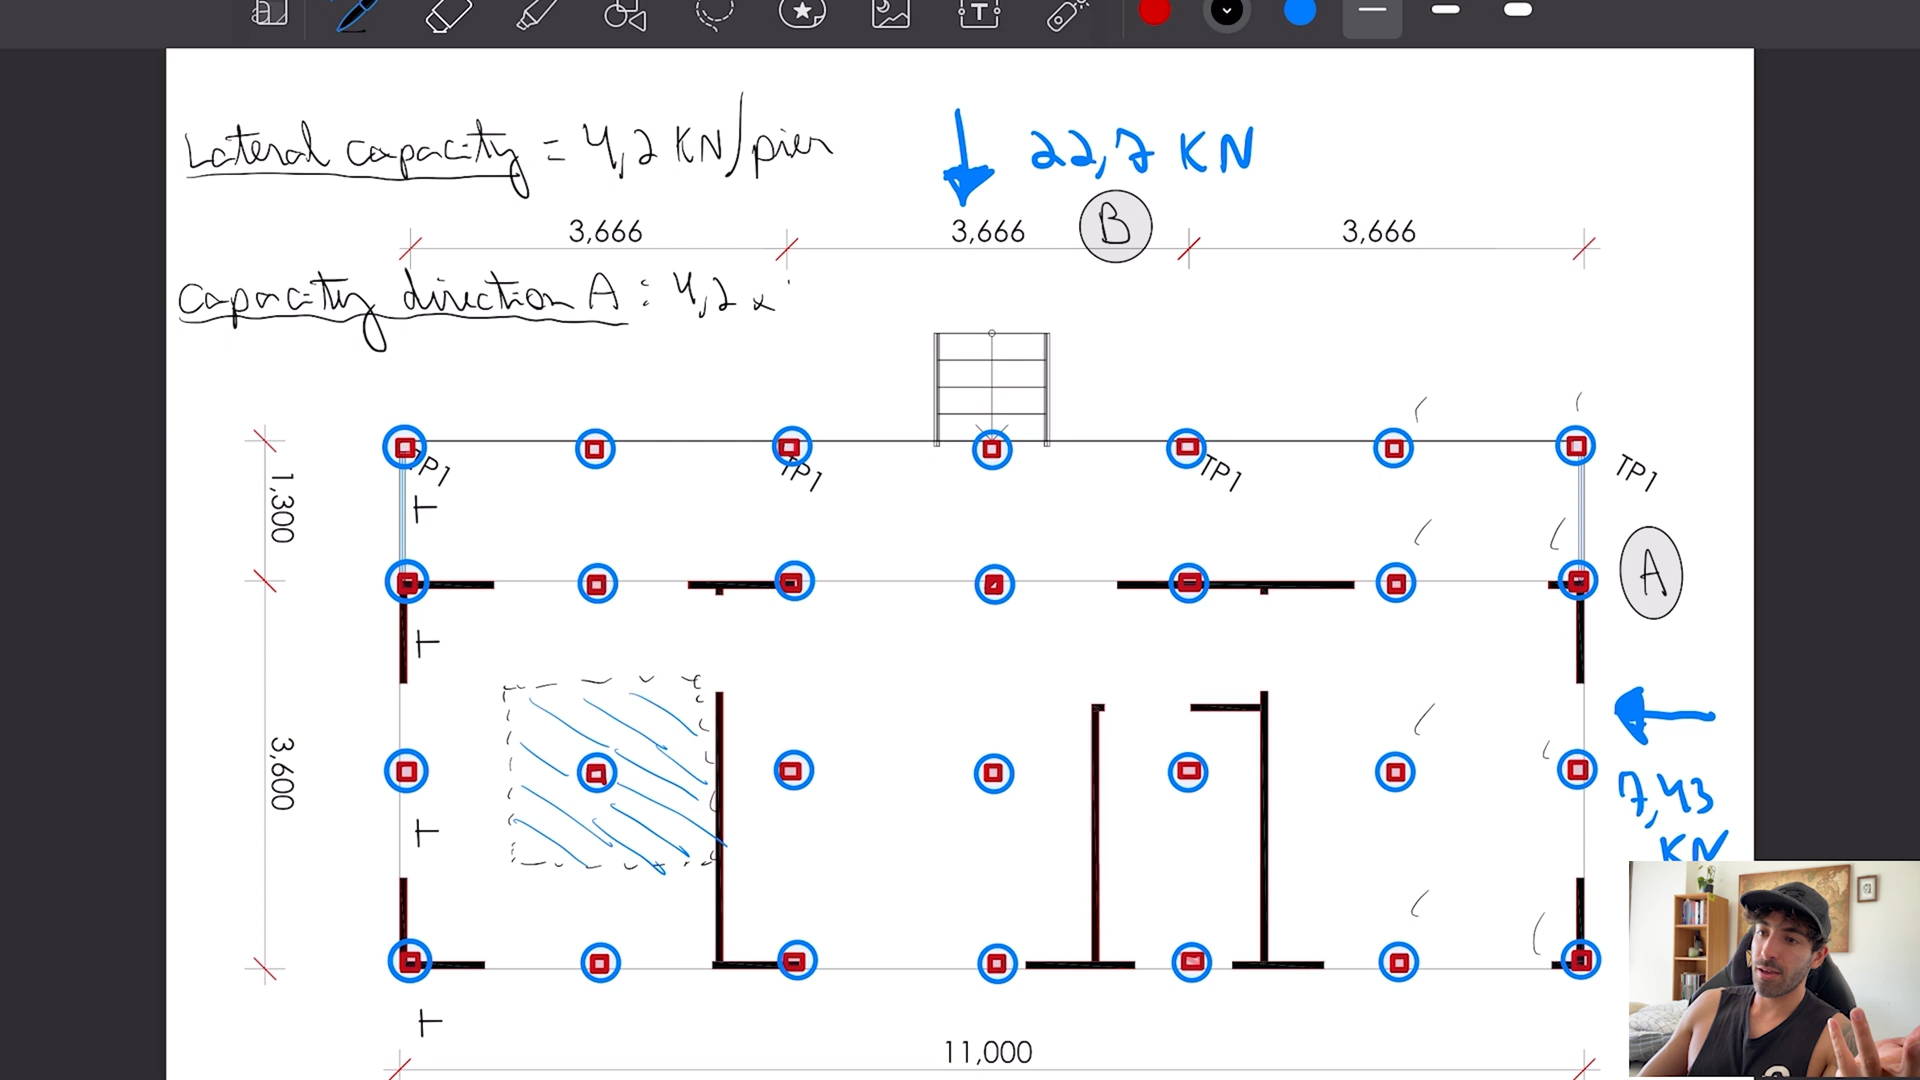 Lateral capacity = 4,2 KN/pier
22,7 KN
3,666
3,666
B
3,666
capacity direction A : 4,2 x
TP1
TP1
TP1
TP1
1,300
A
3,600
7,43
KN
11,000